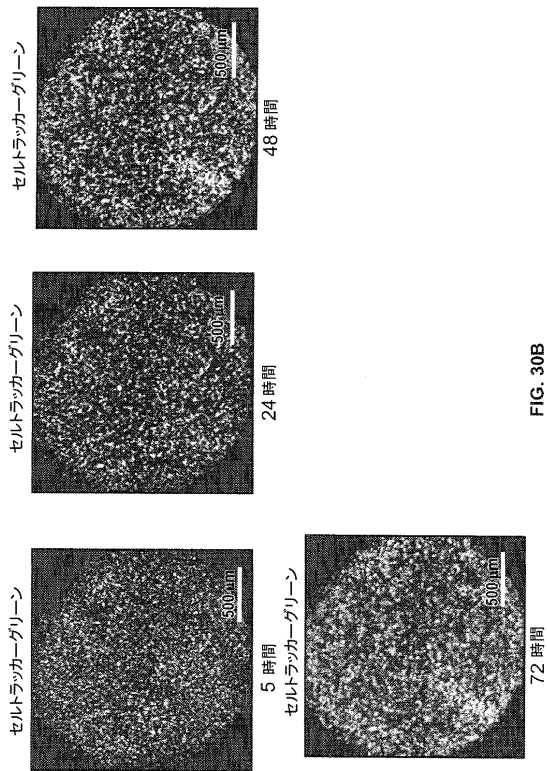 セルトラッカーグリーン
500 μm
5 時間
セルトラッカーグリーン
500 μm
24 時間
セルトラッカーグリーン
500 μm
48 時間
セルトラッカーグリーン
500 μm
72 時間
FIG. 30B